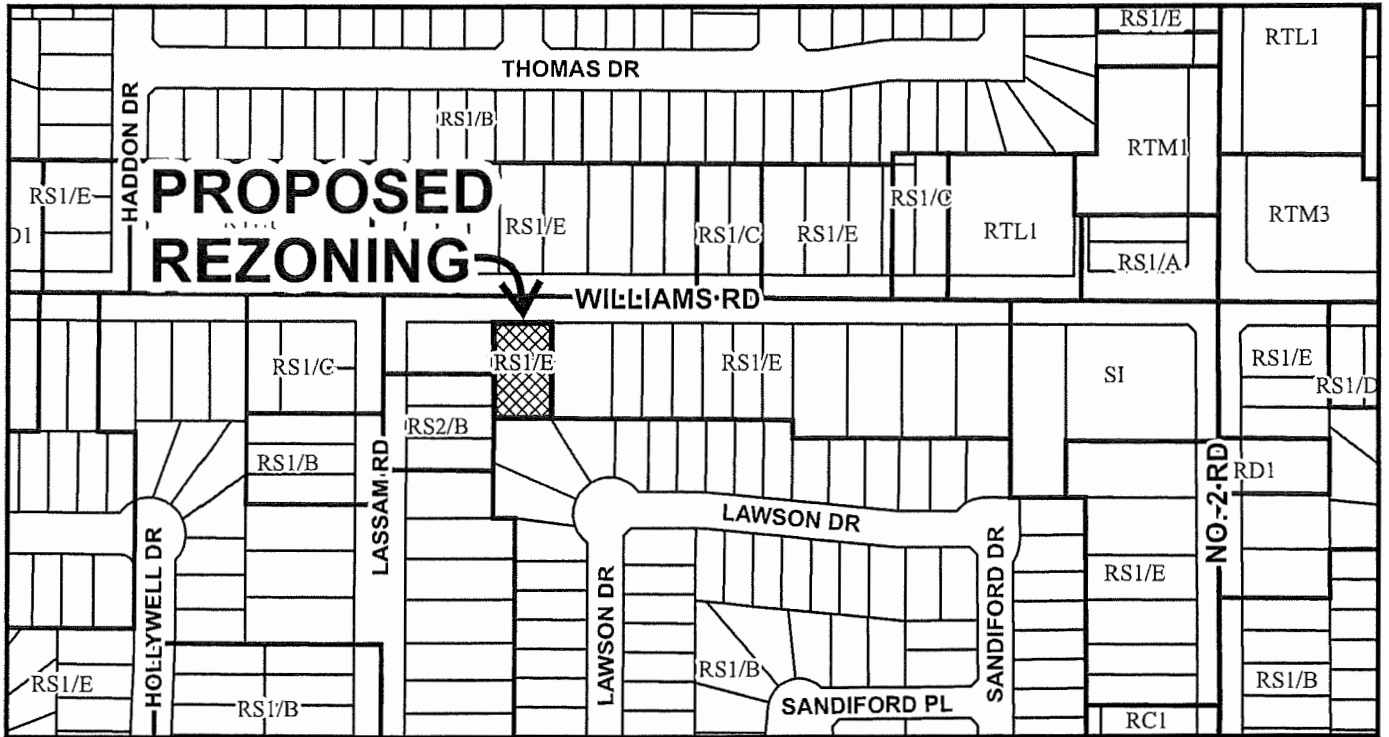 RS1/E
RTL1
THOMAS DR
HADDON DR
RS1/B
RTM1
RS1/E
PROPOSED
REZONING
RS1/E
RS1/C
RS1/E
RS1/C
RTL1
RTM3
RS1/A
D1
WILLIAMS RD
RS1/C
RS1/E
RS1/E
SI
RS1/E
RS1/D
RS2/B
RS1/B
LASSAM RD
RD1
NO. 2 RD
LAWSON DR
HOLLYWELL DR
LAWSON DR
SANDIFORD DR
RS1/E
RS1/B
RS1/E
RS1/B
RS1/B
SANDIFORD PL
RC1